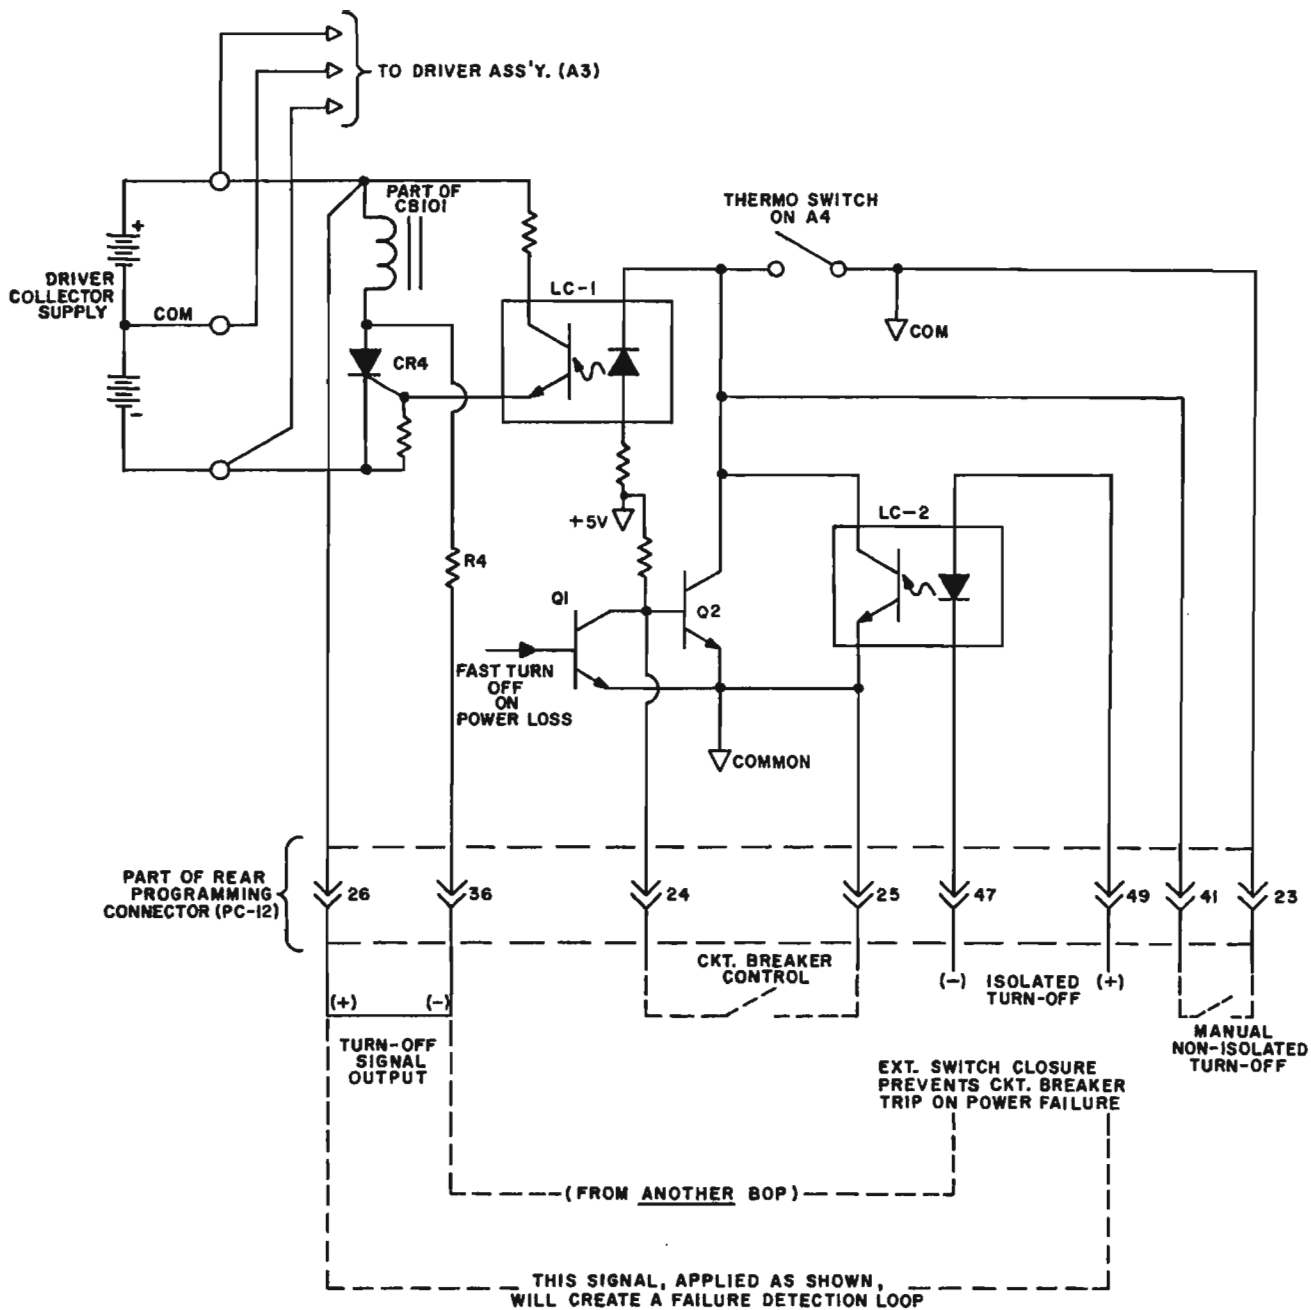 TO DRIVER ASS'Y. (A3)
PART OF
CB101
THERMO SWITCH
ON A4
+
DRIVER
COLLECTOR
SUPPLY
COM
-
LC-1
COM
CR4
+5V
LC-2
R4
Q1
Q2
FAST TURN
OFF
ON
POWER LOSS
COMMON
PART OF REAR
PROGRAMMING
CONNECTOR (PC-12)
26
36
24
25
47
49
41
23
CKT. BREAKER
CONTROL
(-) ISOLATED (+)
TURN-OFF
(+) (-)
TURN-OFF
SIGNAL
OUTPUT
MANUAL
NON-ISOLATED
TURN-OFF
EXT. SWITCH CLOSURE
PREVENTS CKT. BREAKER
TRIP ON POWER FAILURE
(FROM ANOTHER BOP)
THIS SIGNAL, APPLIED AS SHOWN,
WILL CREATE A FAILURE DETECTION LOOP